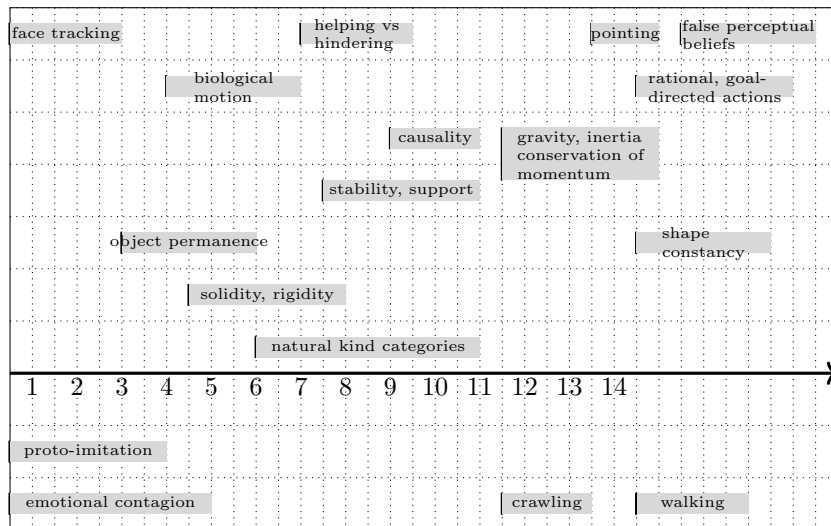 face tracking
helping vs
hindering
pointing
false perceptual
beliefs
biological
motion
rational, goal-
directed actions
causality
gravity, inertia
conservation of
momentum
stability, support
object permanence
shape
constancy
solidity, rigidity
natural kind categories
1 2 3 4 5 6 7 8 9 10 11 12 13 14
proto-imitation
emotional contagion
crawling
walking